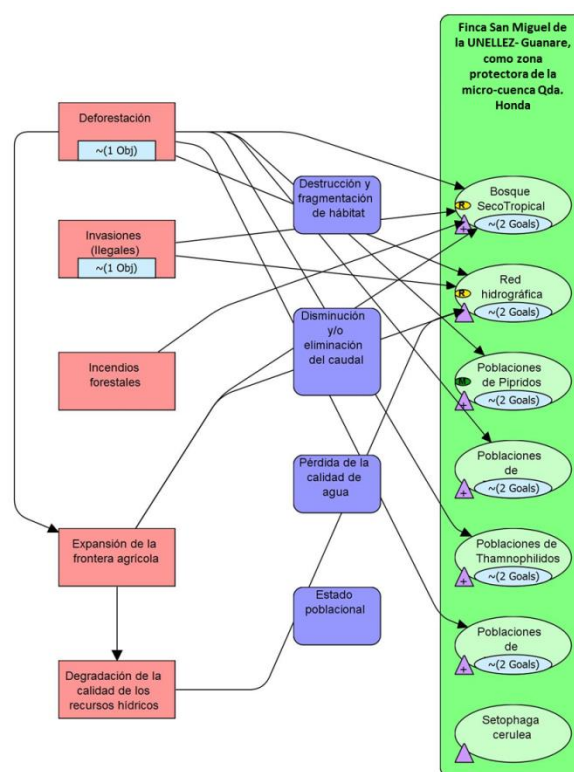 Finca San Miguel de
la UNELLEZ- Guanare,
como zona
protectora de la
micro-cuenca Qda.
Honda
Deforestación
~(1 Obj)
Invasiones
(Ilegales)
~(1 Obj)
Incendios
forestales
Expansión de la
frontera agrícola
Degradación de la
calidad de los
recursos hídricos
Destrucción y
fragmentación
de hábitat
Disminución
y/o
eliminación
del caudal
Pérdida de la
calidad de
agua
Estado
poblacional
Bosque
SecoTropical
R
+
~(2 Goals)
Red
hidrográfica
R
~(2 Goals)
Poblaciones
de Pípridos
M
+
~(2 Goals)
Poblaciones
de
+
~(2 Goals)
Poblaciones de
Thamnophilidos
+
~(2 Goals)
Poblaciones
de
+
~(2 Goals)
Setophaga
cerulea